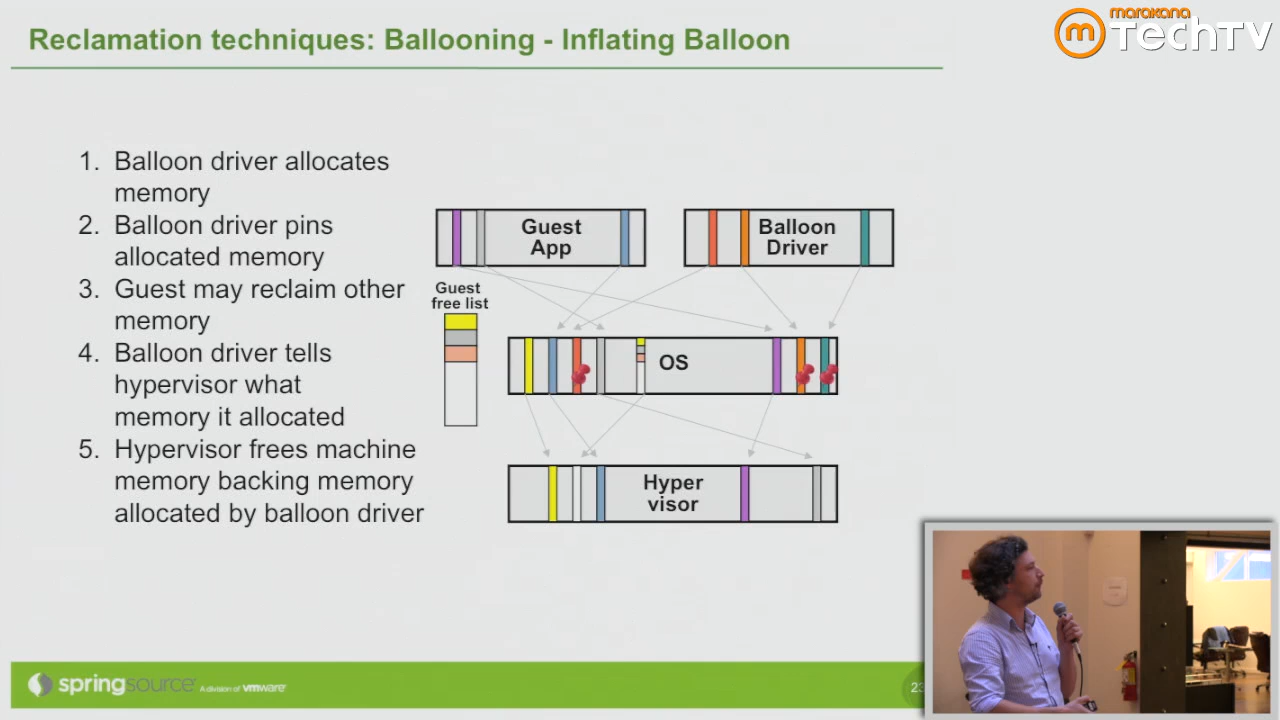 Reclamation techniques: Ballooning - Inflating Balloon
marakana
m TechTV
1. Balloon driver allocates
memory
2. Balloon driver pins
allocated memory
3. Guest may reclaim other
memory
4. Balloon driver tells
hypervisor what
memory it allocated
5. Hypervisor frees machine
memory backing memory
allocated by balloon driver
Guest
App
Balloon
Driver
Guest
free list
OS
Hyper
visor
springsource A division of vmware